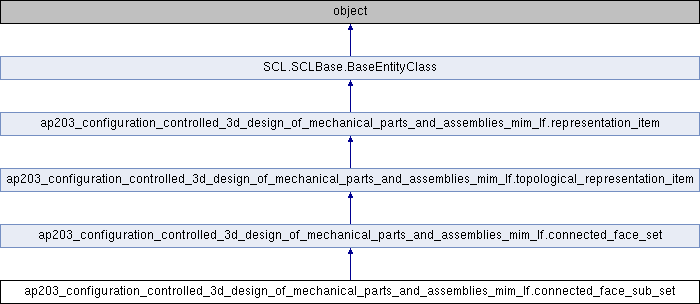 object
SCL.SCLBase.BaseEntityClass
ap203_configuration_controlled_3d_design_of_mechanical_parts_and_assemblies_mim_lf.representation_item
ap203_configuration_controlled_3d_design_of_mechanical_parts_and_assemblies_mim_lf.topological_representation_item
ap203_configuration_controlled_3d_design_of_mechanical_parts_and_assemblies_mim_lf.connected_face_set
ap203_configuration_controlled_3d_design_of_mechanical_parts_and_assemblies_mim_lf.connected_face_sub_set